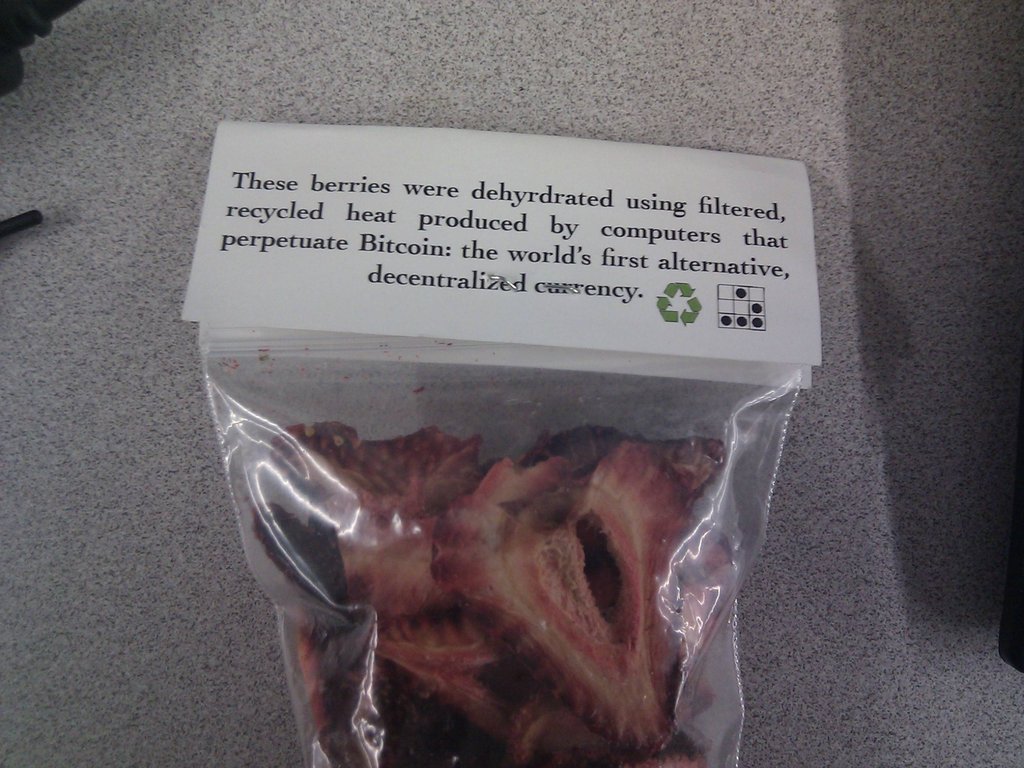 These berries were dehyrdrated using filtered,
recycled heat produced by computers that
perpetuate Bitcoin: the world's first alternative,
decentralized currency.